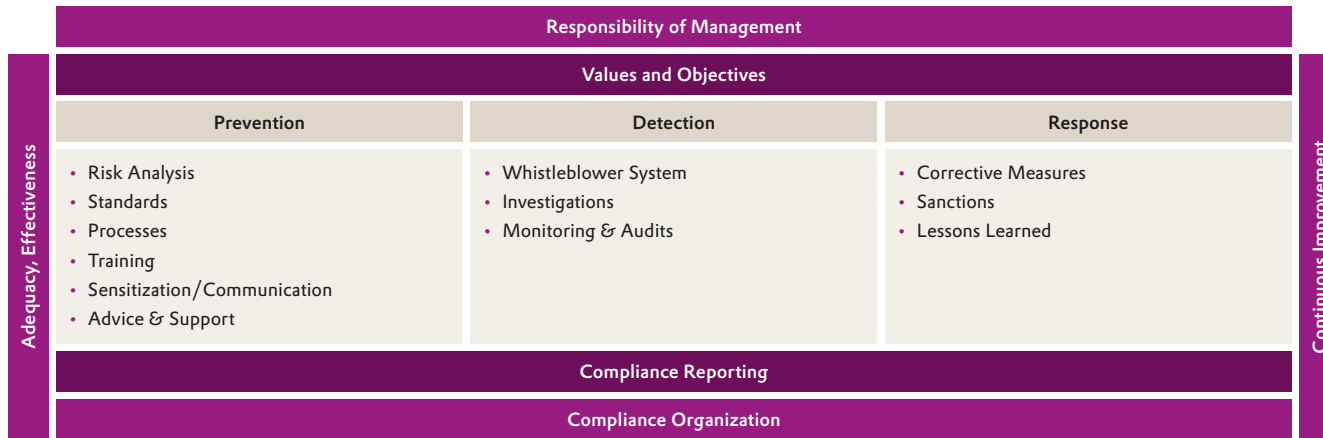 Responsibility of Management
Adequacy, Effectiveness
Values and Objectives
Prevention
• Risk Analysis
• Standards
• Processes
• Training
• Sensitization/Communication
• Advice & Support
Detection
• Whistleblower System
• Investigations
• Monitoring & Audits
Response
• Corrective Measures
• Sanctions
• Lessons Learned
Continuous Improvement
Compliance Reporting
Compliance Organization